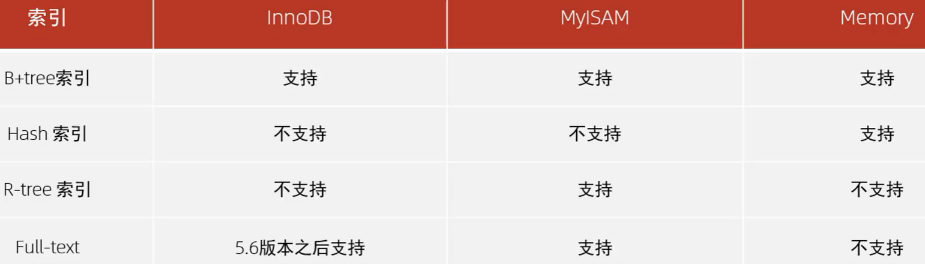 索引 InnoDB MyISAM Memory
B+tree索引 支持 支持 支持
Hash 索引 不支持 不支持 支持
R-tree 索引 不支持 支持 不支持
Full-text 5.6版本之后支持 支持 不支持